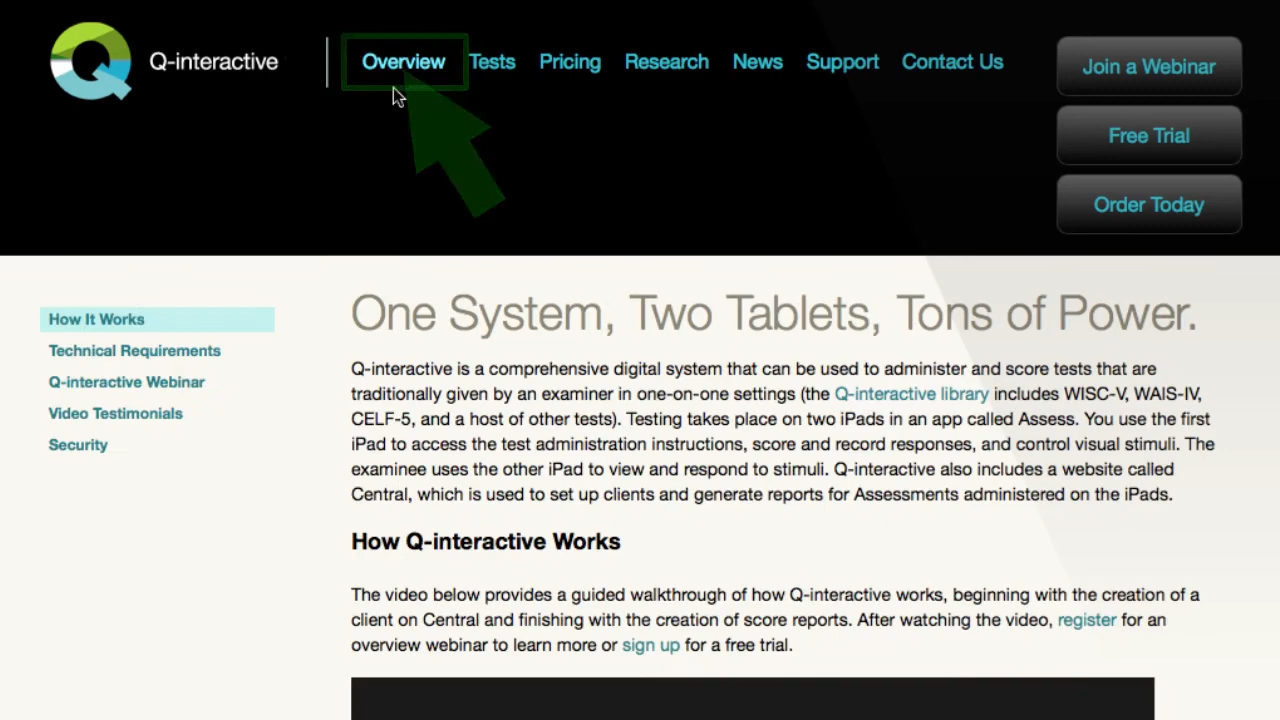 Q-interactive
Overview Tests Pricing Research News Support Contact Us
Join a Webinar
Free Trial
Order Today
How It Works
Technical Requirements
Q-interactive Webinar
Video Testimonials
Security
One System, Two Tablets, Tons of Power.
Q-interactive is a comprehensive digital system that can be used to administer and score tests that are
traditionally given by an examiner in one-on-one settings (the Q-interactive library includes WISC-V, WAIS-IV,
CELF-5, and a host of other tests). Testing takes place on two iPads in an app called Assess. You use the first
iPad to access the test administration instructions, score and record responses, and control visual stimuli. The
examinee uses the other iPad to view and respond to stimuli. Q-interactive also includes a website called
Central, which is used to set up clients and generate reports for Assessments administered on the iPads.
How Q-interactive Works
The video below provides a guided walkthrough of how Q-interactive works, beginning with the creation of a
client on Central and finishing with the creation of score reports. After watching the video, register for an
overview webinar to learn more or sign up for a free trial.